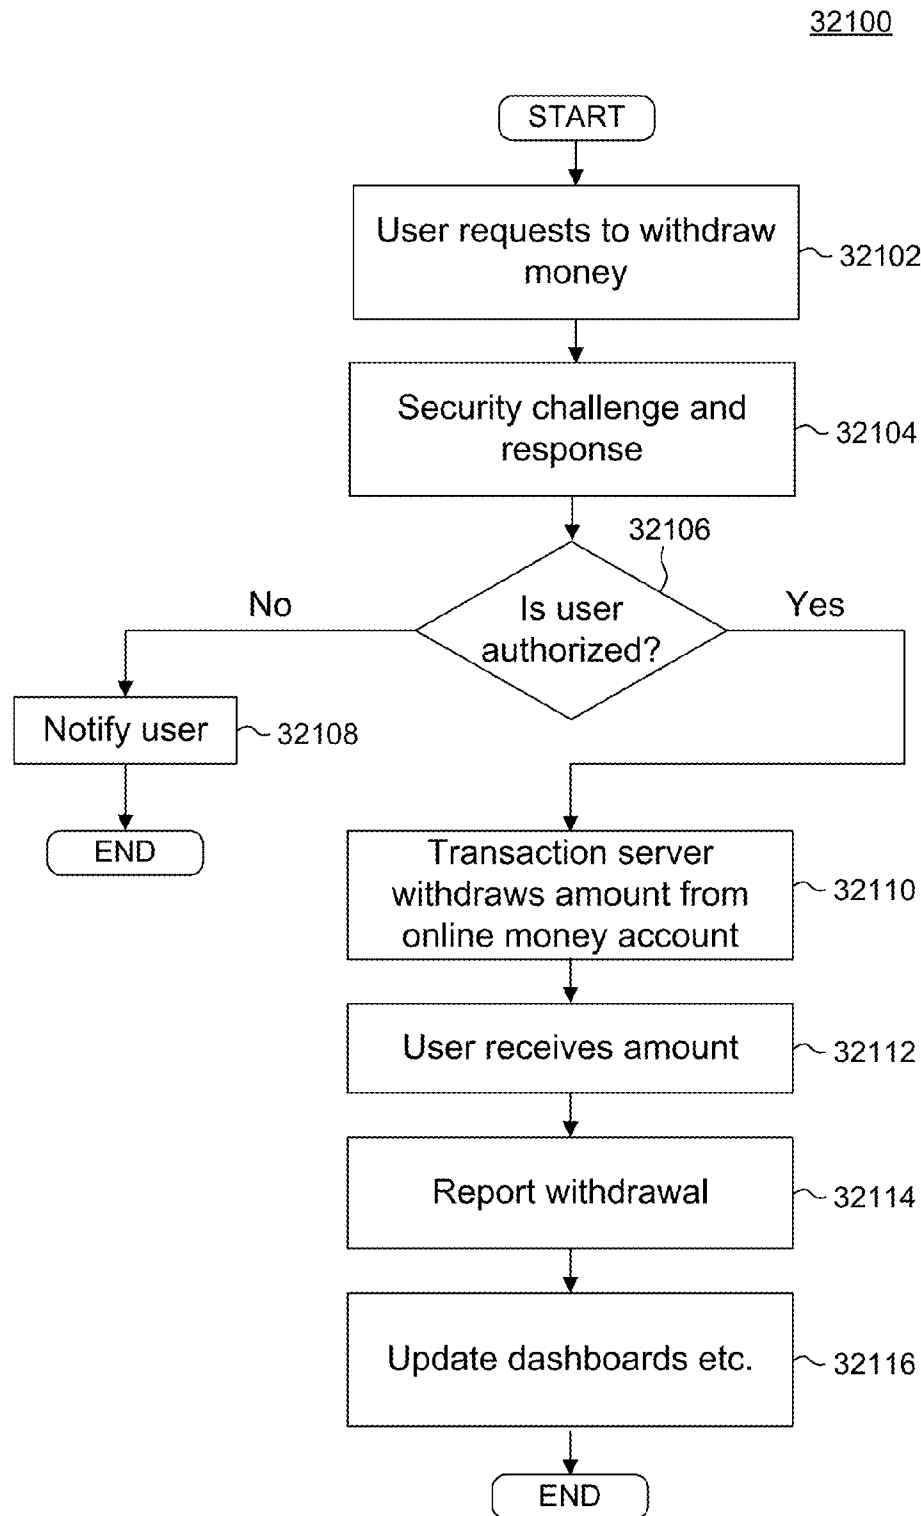 32100
START
User requests to withdraw
money
32102
Security challenge and
response
32104
32106
No
Is user
authorized?
Yes
Notify user
32108
END
Transaction server
withdraws amount from
online money account
32110
User receives amount
32112
Report withdrawal
32114
Update dashboards etc.
32116
END